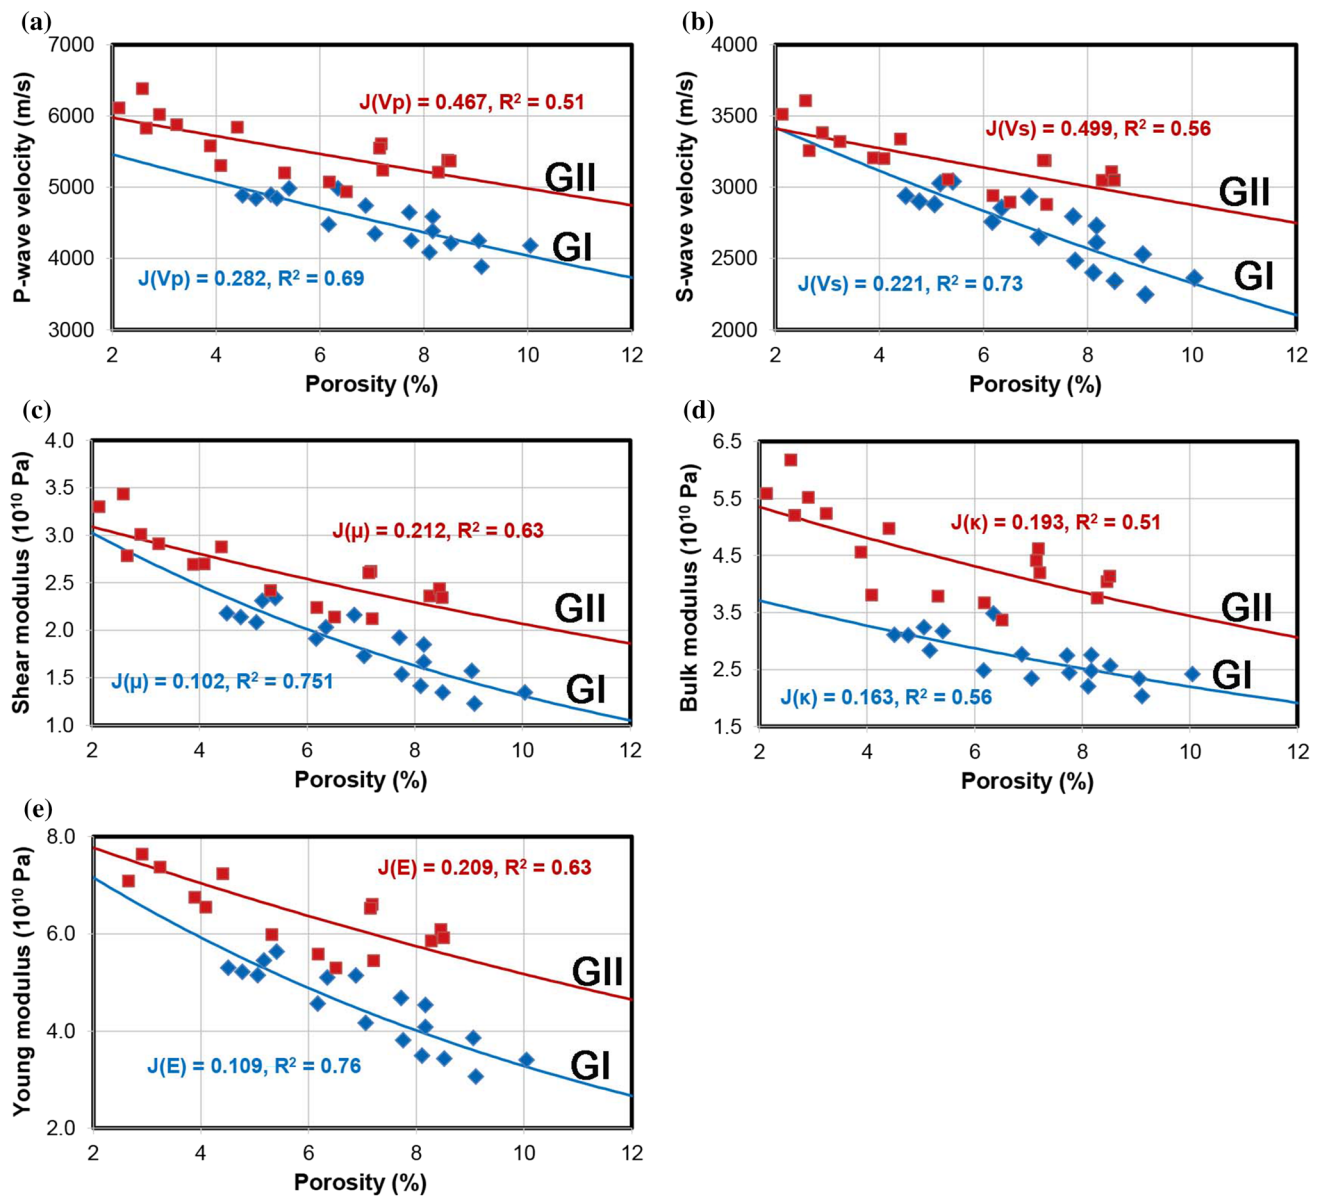 (a)
7000
6000
5000
4000
3000
P-wave velocity (m/s)
J(Vp) = 0.467, R² = 0.51
GII
GI
J(Vp) = 0.282, R² = 0.69
2 4 6 8 10 12
Porosity (%)
(b)
4000
3500
3000
2500
2000
S-wave velocity (m/s)
J(Vs) = 0.499, R² = 0.56
GII
GI
J(Vs) = 0.221, R² = 0.73
2 4 6 8 10 12
Porosity (%)
(c)
4.0
3.5
3.0
2.5
2.0
1.5
1.0
Shear modulus (10¹⁰ Pa)
J(μ) = 0.212, R² = 0.63
GII
GI
J(μ) = 0.102, R² = 0.751
2 4 6 8 10 12
Porosity (%)
(d)
6.5
5.5
4.5
3.5
2.5
1.5
Bulk modulus (10¹⁰ Pa)
J(κ) = 0.193, R² = 0.51
GII
GI
J(κ) = 0.163, R² = 0.56
2 4 6 8 10 12
Porosity (%)
(e)
8.0
6.0
4.0
2.0
Young modulus (10¹⁰ Pa)
J(E) = 0.209, R² = 0.63
GII
GI
J(E) = 0.109, R² = 0.76
2 4 6 8 10 12
Porosity (%)